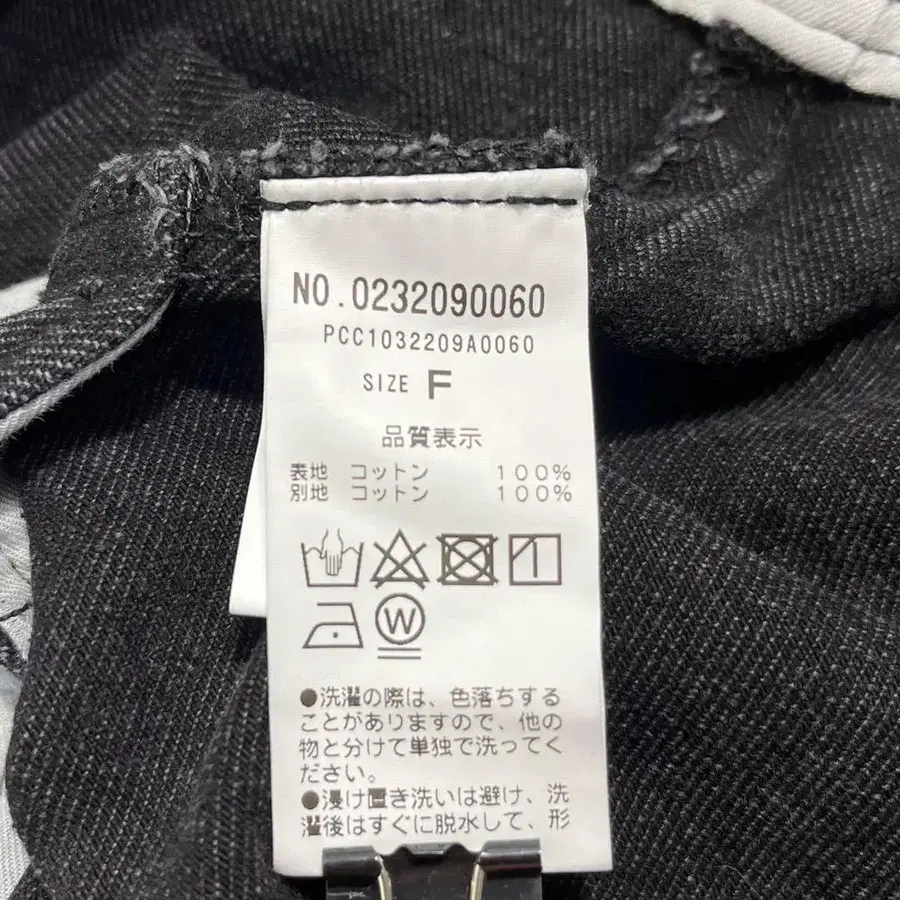 NO.0232090060
PCC1032209A0060
SIZE F
品質表示
表地 コットン 100%
別地 コットン 100%
W
●洗濯の際は、色落ちする
ことがありますので、他の
物と分けて単独で洗ってく
ださい。
●浸け置き洗いは避け、洗
濯後はすぐに脱水して、形